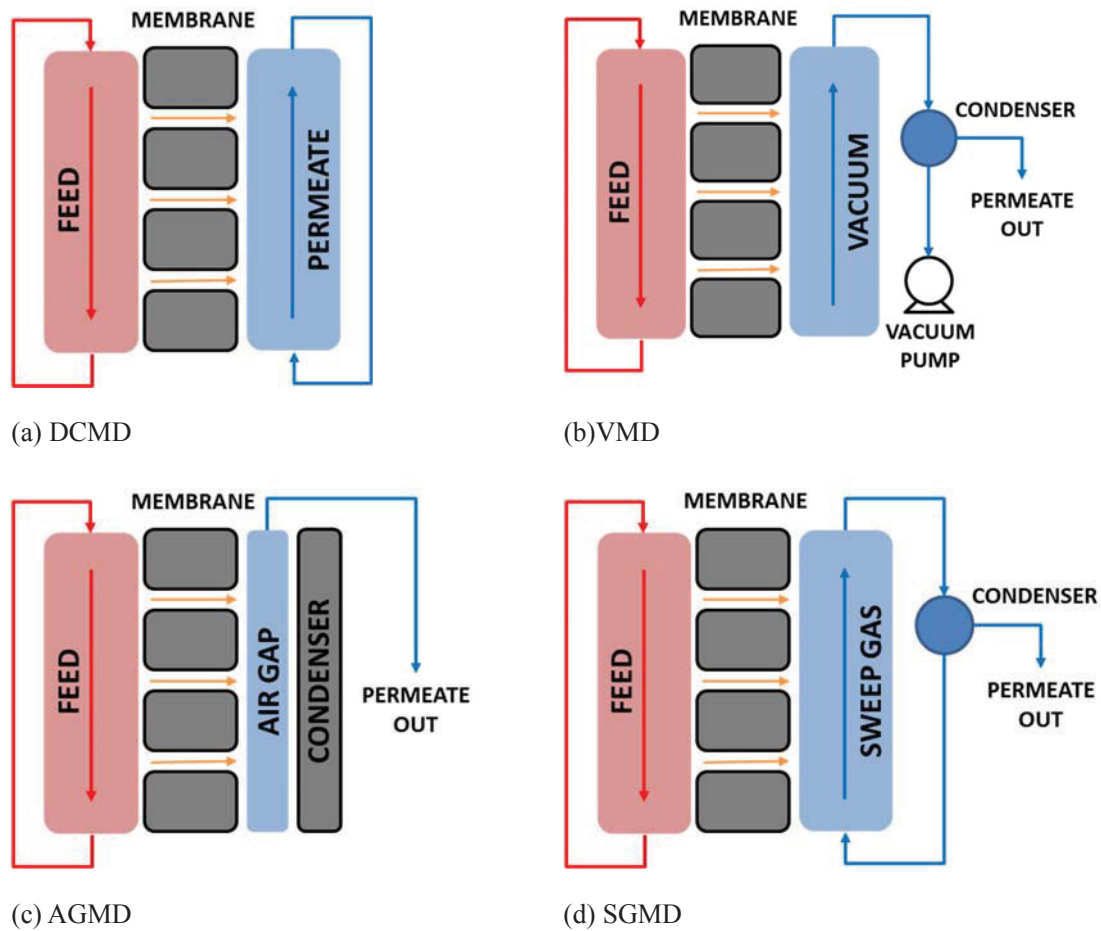 MEMBRANE
FEED
PERMEATE
(a) DCMD
MEMBRANE
FEED
VACUUM
CONDENSER
PERMEATE
OUT
VACUUM
PUMP
(b)VMD
MEMBRANE
FEED
AIR GAP
CONDENSER
PERMEATE
OUT
(c) AGMD
MEMBRANE
FEED
SWEEP GAS
CONDENSER
PERMEATE
OUT
(d) SGMD